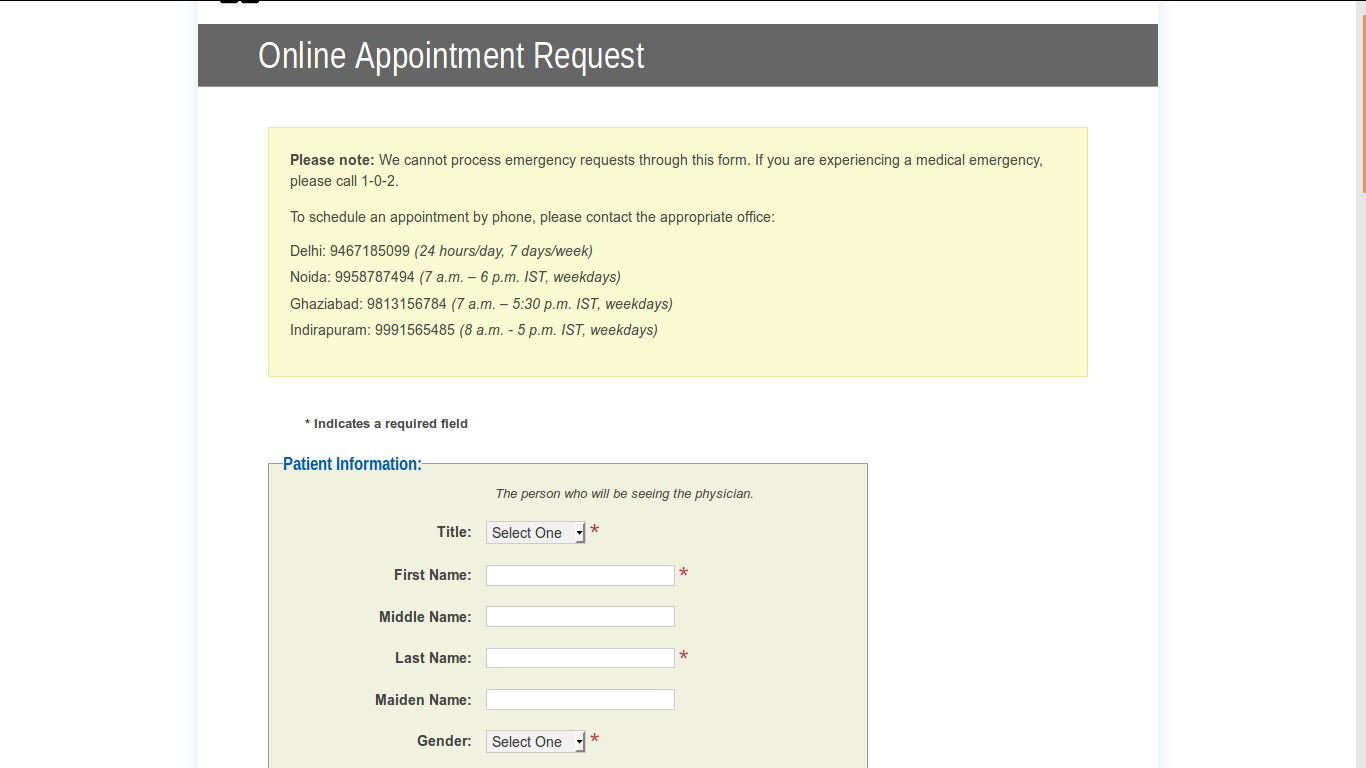 Online Appointment Request
Please note: We cannot process emergency requests through this form. If you are experiencing a medical emergency,
please call 1-0-2.
To schedule an appointment by phone, please contact the appropriate office:
Delhi: 9467185099 (24 hours/day, 7 days/week)
Noida: 9958787494 (7 a.m. – 6 p.m. IST, weekdays)
Ghaziabad: 9813156784 (7 a.m. – 5:30 p.m. IST, weekdays)
Indirapuram: 9991565485 (8 a.m. - 5 p.m. IST, weekdays)
* Indicates a required field
Patient Information:
The person who will be seeing the physician.
Title: Select One *
First Name: *
Middle Name:
Last Name: *
Maiden Name:
Gender: Select One *